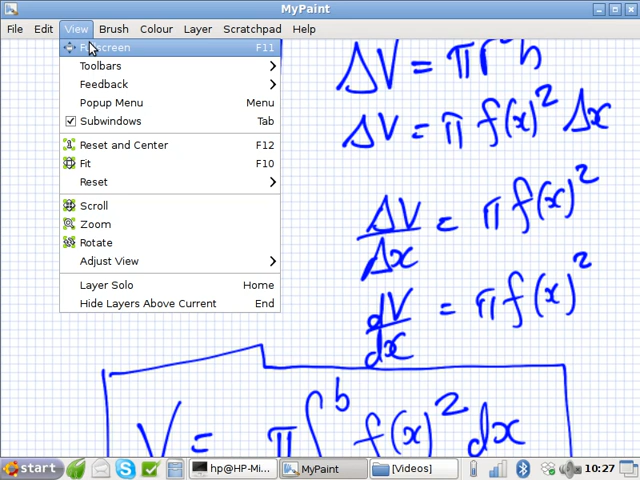 MyPaint
File Edit View Brush Colour Layer Scratchpad Help
Fullscreen F11
Toolbars
Feedback
Popup Menu Menu
Subwindows Tab
Reset and Center F12
Fit F10
Reset
Scroll
Zoom
Rotate
Adjust View
Layer Solo Home
Hide Layers Above Current End
ΔV = πr²h
ΔV = π f(x)² Δx
ΔV/Δx = π f(x)²
dV/dx = π f(x)²
V = π ∫ᵇ f(x)² dx
start hp@HP-Mi... MyPaint [Videos] 10:27